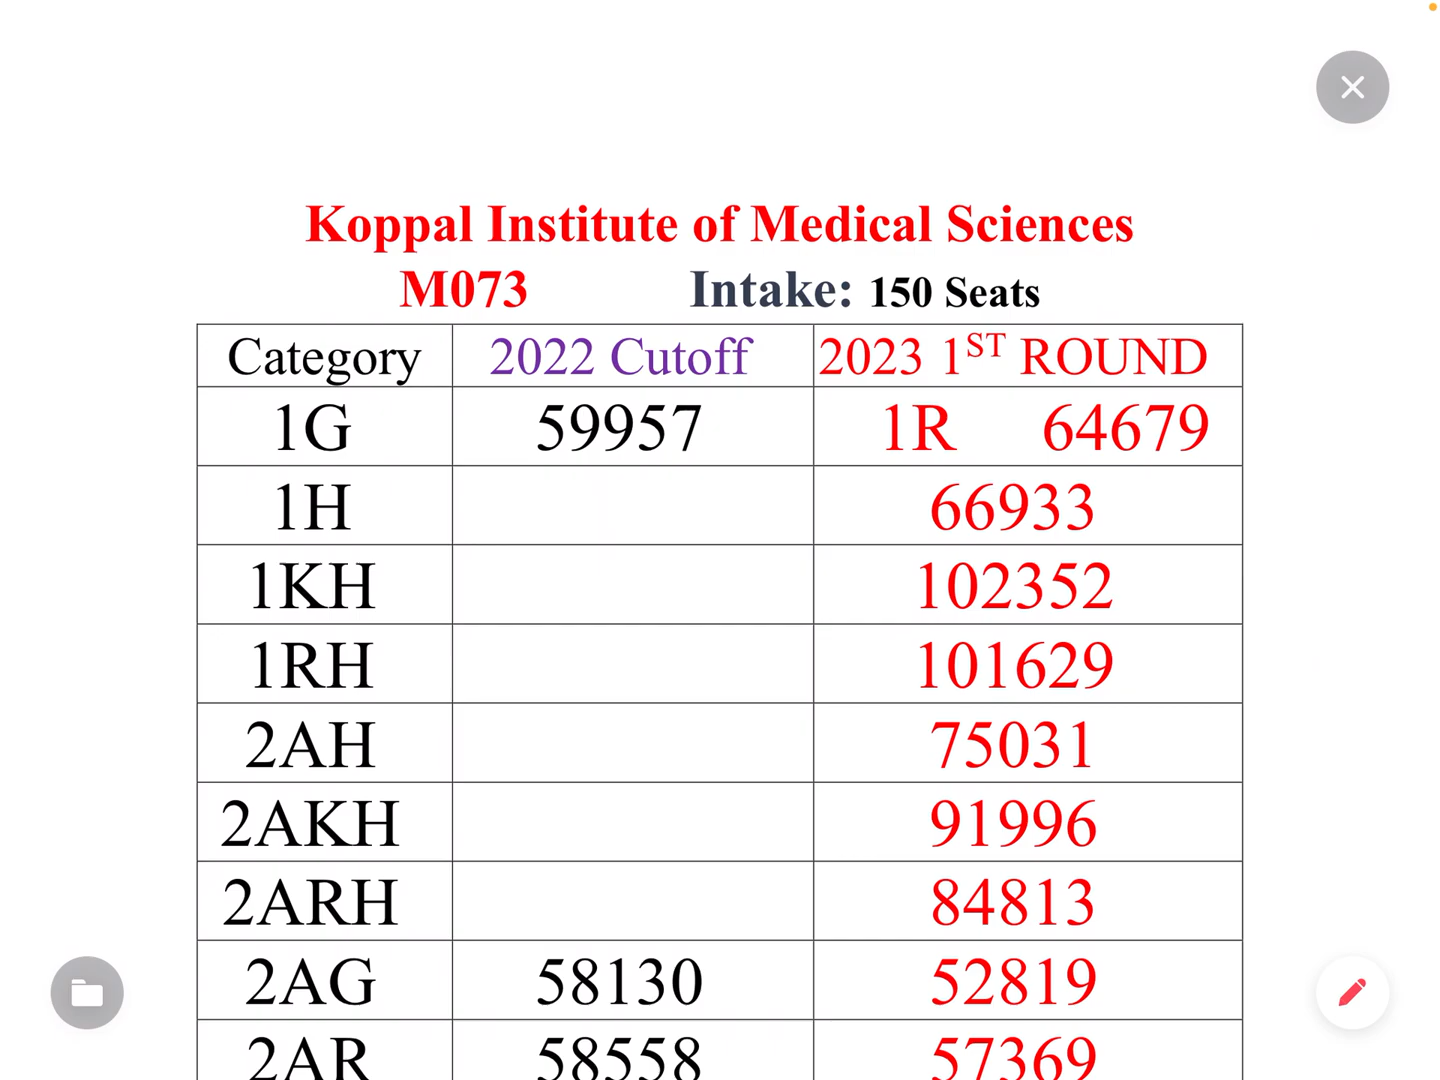 Koppal Institute of Medical Sciences
M073 Intake: 150 Seats
Category 2022 Cutoff 2023 1ST ROUND
1G 59957 1R 64679
1H 66933
1KH 102352
1RH 101629
2AH 75031
2AKH 91996
2ARH 84813
2AG 58130 52819
2AR 58558 57369